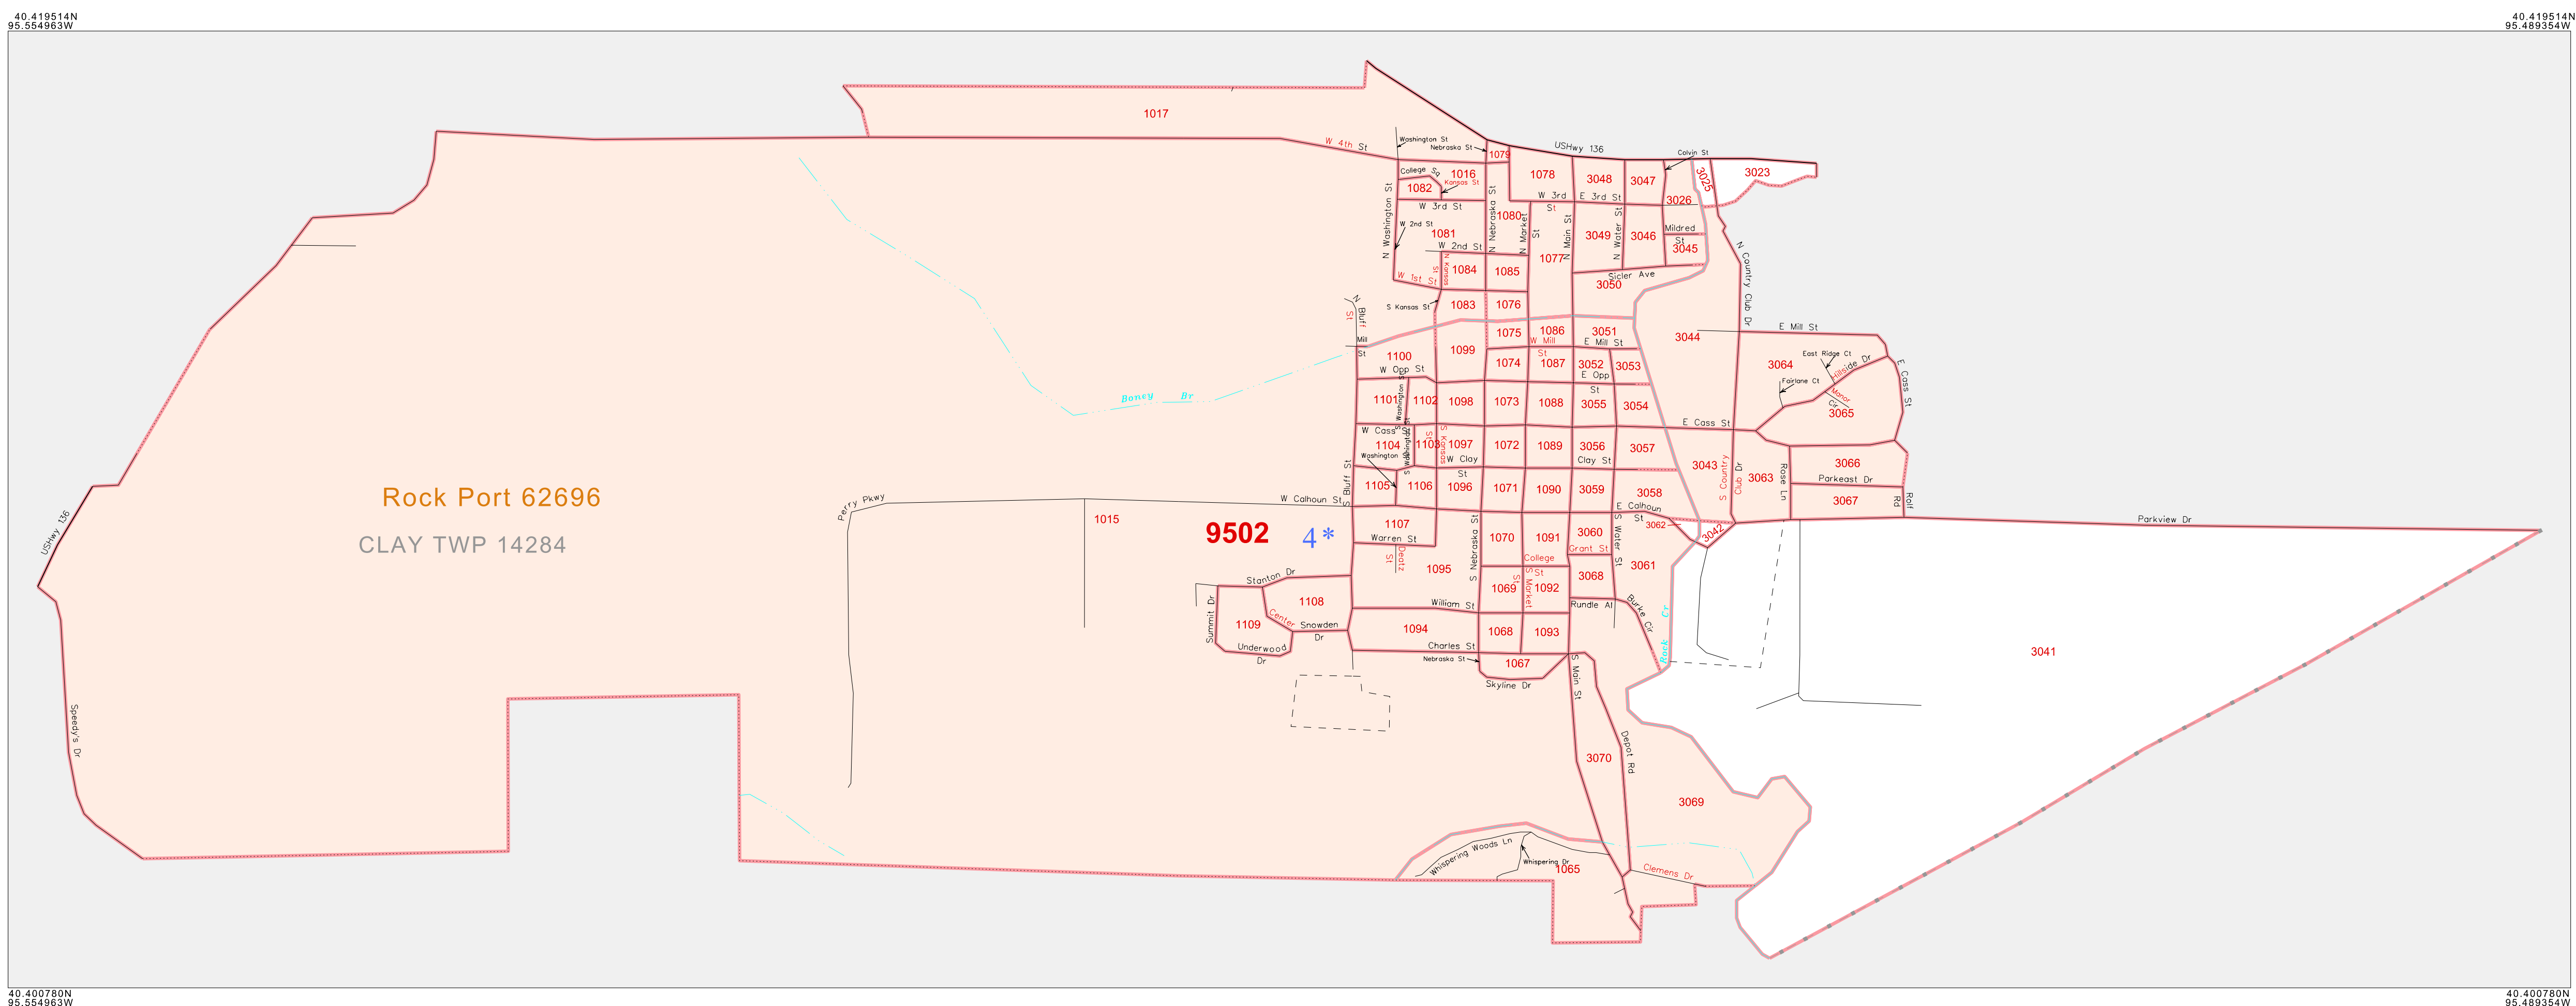 40.419514N
95.554963W
40.419514N
95.489354W
1017
W 4th St
Washington St
Nebraska St
USHwy 136
Colvin St
1079
College Sq
1016
Kansas St
1082
1078
3048
3047
3025
3023
N Washington St
W 3rd St
W 3rd
St
E 3rd St
3026
W 2nd St
1081
1080
N Nebraska St
N Market
St
N Main St
3049
N Water St
3046
Mildred
St
3045
W 2nd St
1077
W 1st St
N Kansas
St
1084
1085
Sicler Ave
3050
N Country Club Dr
N Bluff
St
S Kansas St
1083
1076
Mill
St
1075
1086
3051
3044
E Mill St
W Mill
St
E Mill St
1100
1099
1074
1087
3052
3053
East Ridge Ct
Hillside Dr
3064
E Cass St
W Opp St
E Opp
St
Fairlane Ct
Manor
Cir
3065
Boney Dr
1101
S Washington St
1102
1098
1073
1088
3055
3054
W Cass St
E Cass St
1104
S Washington St
1103
S Kansas
St
1097
1072
1089
3056
3057
Washington St
W Clay
St
Clay St
3043
S Country
Club Dr
3063
Rose Ln
3066
Parkeast Dr
3067
Rolf
Rd
S Bluff St
1105
1106
1096
1071
1090
3059
3058
Rock Port 62696
CLAY TWP 14284
USHwy 136
Perry Pkwy
W Calhoun St
E Calhoun
St
Parkview Dr
1015
9502
4*
1107
Warren St
Deatz
St
S Nebraska St
1070
1091
3060
S Water St
3062
3042
Grant St
College
St
1095
3061
3068
1069
S Market
St
1092
Stanton Dr
1108
William St
Rundle Al
Burke Cir
Summit Dr
1109
Center
Snowden
Dr
1094
1068
1093
Rock Cr
Underwood
Dr
Charles St
Nebraska St
1067
Skyline Dr
S Main St
3041
Speedy's Dr
Depot Rd
3070
3069
Whispering Woods Ln
Whispering Dr
1065
Clemens Dr
40.400780N
95.554963W
40.400780N
95.489354W